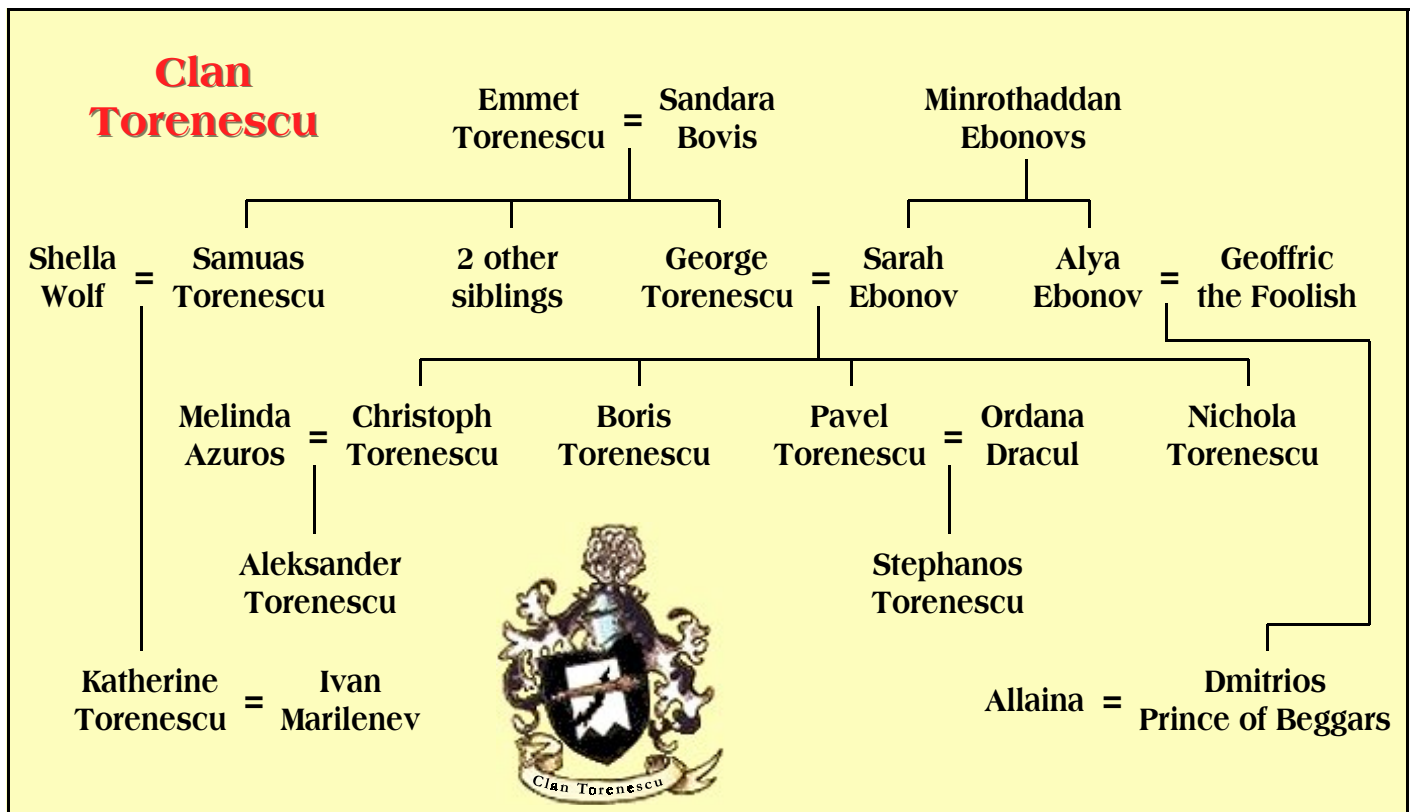 Clan
Torenescu
Emmet
Torenescu
=
Sandara
Bovis
Minrothaddan
Ebonovs
Shella
Wolf
=
Samuas
Torenescu
2 other
siblings
George
Torenescu
=
Sarah
Ebonov
Alya
Ebonov
=
Geoffric
the Foolish
Melinda
Azuros
=
Christoph
Torenescu
Boris
Torenescu
Pavel
Torenescu
=
Ordana
Dracul
Nichola
Torenescu
Aleksander
Torenescu
Stephanos
Torenescu
Katherine
Torenescu
=
Ivan
Marilenev
Allaina
=
Dmitrios
Prince of Beggars
Clan Torenescu